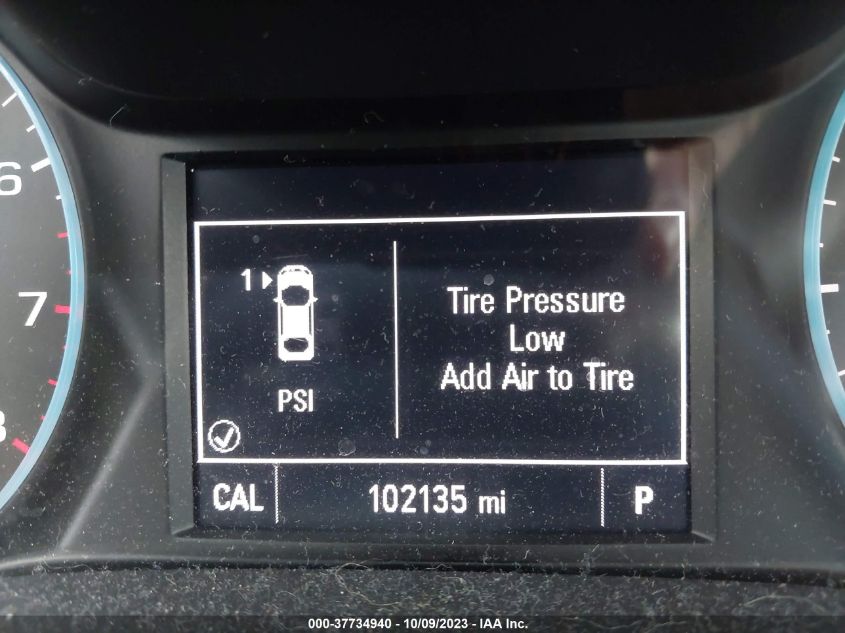 6
7
8
1
PSI
Tire Pressure
Low
Add Air to Tire
CAL 102135 mi P
000-37734940 - 10/09/2023 - IAA Inc.